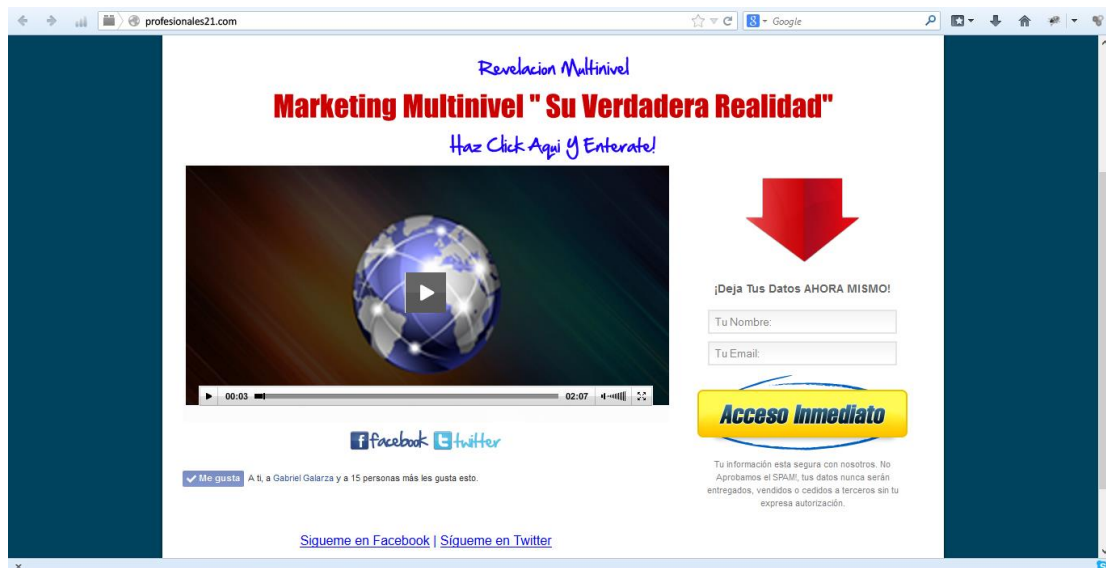 profesionales21.com
Google
Revelacion Multinivel
Marketing Multinivel " Su Verdadera Realidad"
Haz Click Aqui Y Enterate!
00:03
02:07
facebook twitter
Me gusta A ti, a Gabriel Galarza y a 15 personas más les gusta esto.
Sigueme en Facebook | Sígueme en Twitter
¡Deja Tus Datos AHORA MISMO!
Tu Nombre:
Tu Email:
Acceso Inmediato
Tu información esta segura con nosotros. No
Aprobamos el SPAM!, tus datos nunca serán
entregados, vendidos o cedidos a terceros sin tu
expresa autorización.